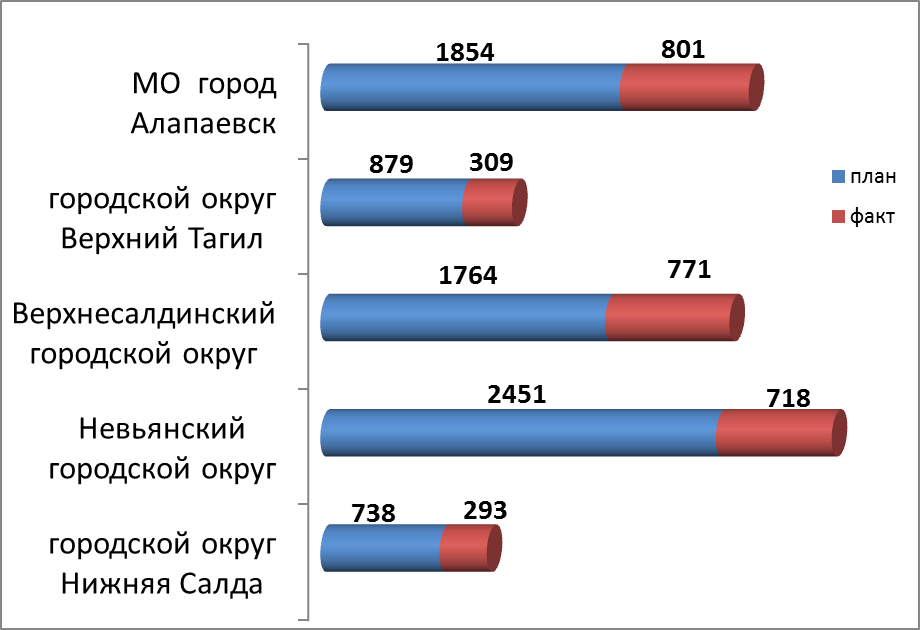 1854 801
МО город
Алапаевск
879 309
городской округ
Верхний Тагил
план
факт
1764 771
Верхнесалдинский
городской округ
2451 718
Невьянский
городской округ
738 293
городской округ
Нижняя Салда